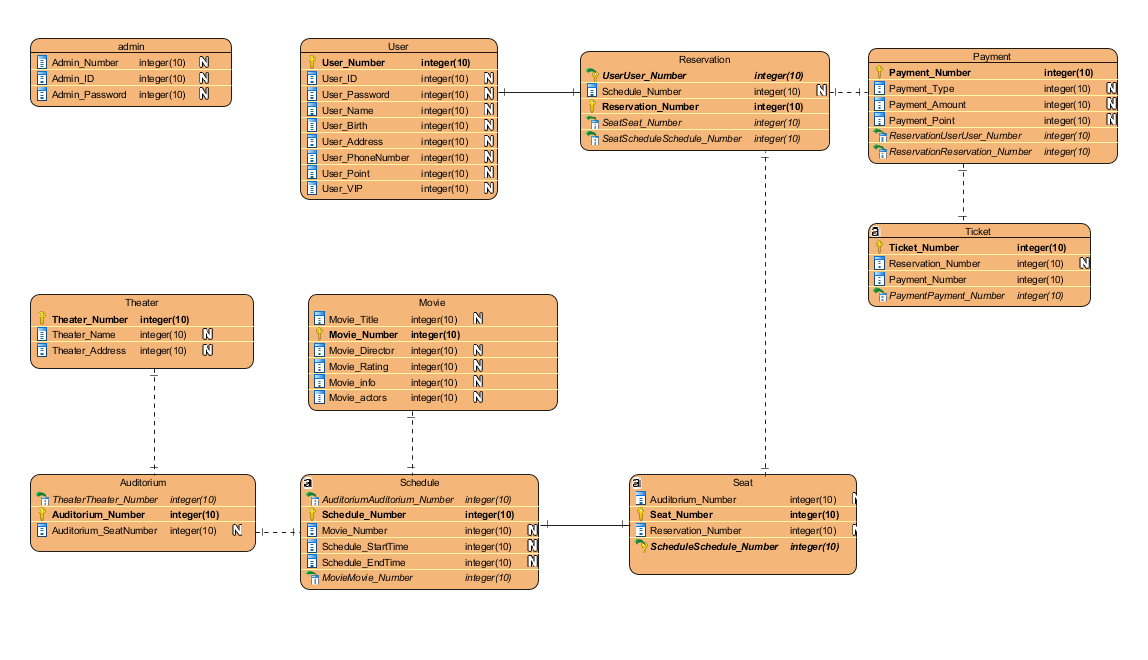 admin
Admin_Number integer(10) N
Admin_ID integer(10) N
Admin_Password integer(10) N
User
User_Number integer(10)
User_ID integer(10) N
User_Password integer(10) N
User_Name integer(10) N
User_Birth integer(10) N
User_Address integer(10) N
User_PhoneNumber integer(10) N
User_Point integer(10) N
User_VIP integer(10) N
Reservation
UserUser_Number integer(10)
Schedule_Number integer(10) N
Reservation_Number integer(10)
SeatSeat_Number integer(10)
SeatScheduleSchedule_Number integer(10)
Payment
Payment_Number integer(10)
Payment_Type integer(10) N
Payment_Amount integer(10) N
Payment_Point integer(10) N
ReservationUserUser_Number integer(10)
ReservationReservation_Number integer(10)
a Ticket
Ticket_Number integer(10)
Reservation_Number integer(10) N
Payment_Number integer(10)
PaymentPayment_Number integer(10)
Theater
Theater_Number integer(10)
Theater_Name integer(10) N
Theater_Address integer(10) N
Movie
Movie_Title integer(10) N
Movie_Number integer(10)
Movie_Director integer(10) N
Movie_Rating integer(10) N
Movie_info integer(10) N
Movie_actors integer(10) N
Auditorium
TheaterTheater_Number integer(10)
Auditorium_Number integer(10)
Auditorium_SeatNumber integer(10) N
a Schedule
AuditoriumAuditorium_Number integer(10)
Schedule_Number integer(10)
Movie_Number integer(10) N
Schedule_StartTime integer(10) N
Schedule_EndTime integer(10) N
MovieMovie_Number integer(10)
a Seat
Auditorium_Number integer(10) N
Seat_Number integer(10)
Reservation_Number integer(10) N
ScheduleSchedule_Number integer(10)